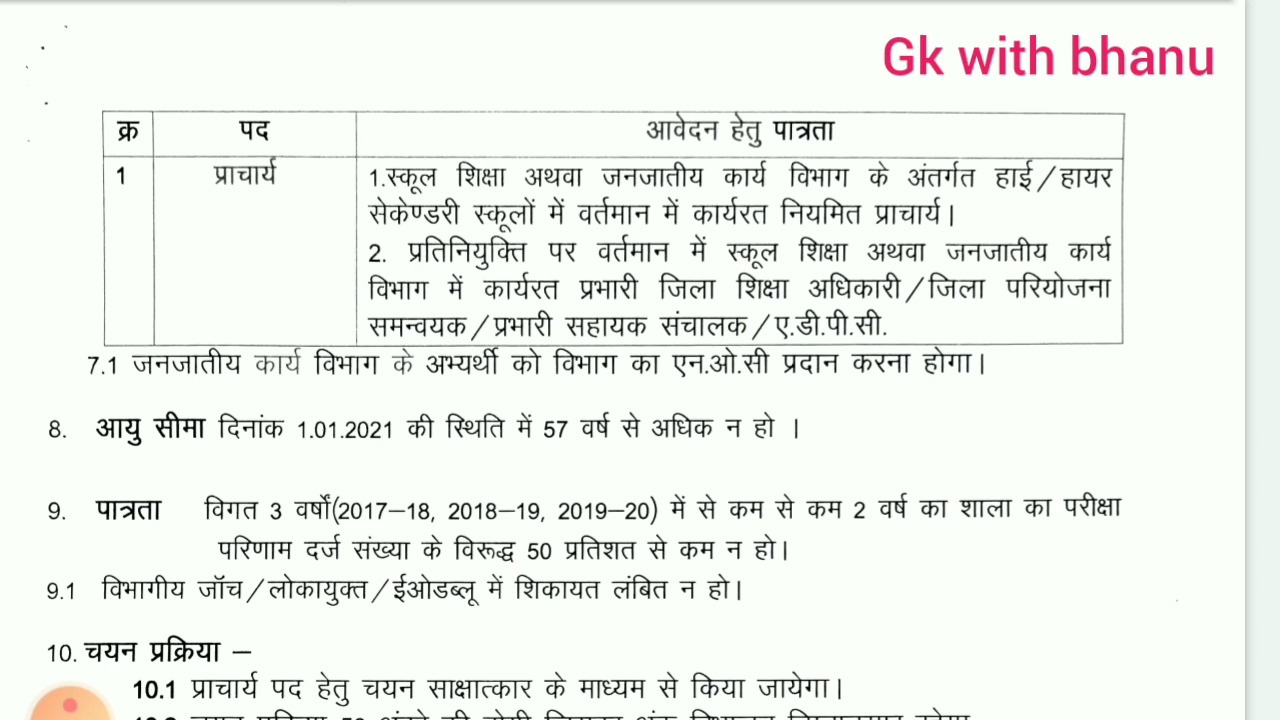 Gk with bhanu
क्र पद आवेदन हेतु पात्रता
1 प्राचार्य 1.स्कूल शिक्षा अथवा जनजातीय कार्य विभाग के अंतर्गत हाई/हायर
सेकेण्डरी स्कूलों में वर्तमान में कार्यरत नियमित प्राचार्य।
2. प्रतिनियुक्ति पर वर्तमान में स्कूल शिक्षा अथवा जनजातीय कार्य
विभाग में कार्यरत प्रभारी जिला शिक्षा अधिकारी/जिला परियोजना
समन्वयक/प्रभारी सहायक संचालक/ए.डी.पी.सी.
7.1 जनजातीय कार्य विभाग के अभ्यर्थी को विभाग का एन.ओ.सी प्रदान करना होगा।
8. आयु सीमा दिनांक 1.01.2021 की स्थिति में 57 वर्ष से अधिक न हो ।
9. पात्रता विगत 3 वर्षों(2017–18, 2018–19, 2019–20) में से कम से कम 2 वर्ष का शाला का परीक्षा
परिणाम दर्ज संख्या के विरूद्ध 50 प्रतिशत से कम न हो।
9.1 विभागीय जॉच/लोकायुक्त/ईओडब्लू में शिकायत लंबित न हो।
10. चयन प्रक्रिया –
10.1 प्राचार्य पद हेतु चयन साक्षात्कार के माध्यम से किया जायेगा।